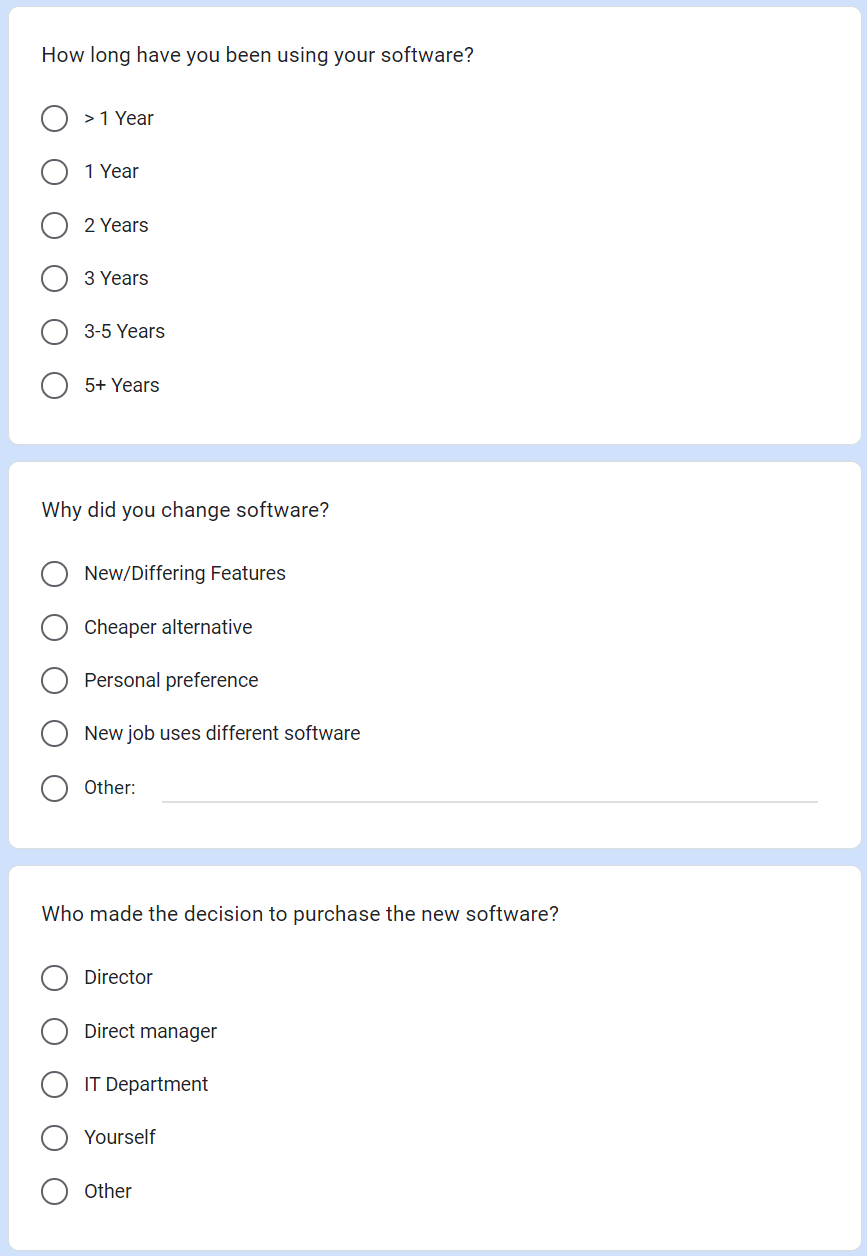 How long have you been using your software?
> 1 Year
1 Year
2 Years
3 Years
3-5 Years
5+ Years
Why did you change software?
New/Differing Features
Cheaper alternative
Personal preference
New job uses different software
Other:
Who made the decision to purchase the new software?
Director
Direct manager
IT Department
Yourself
Other